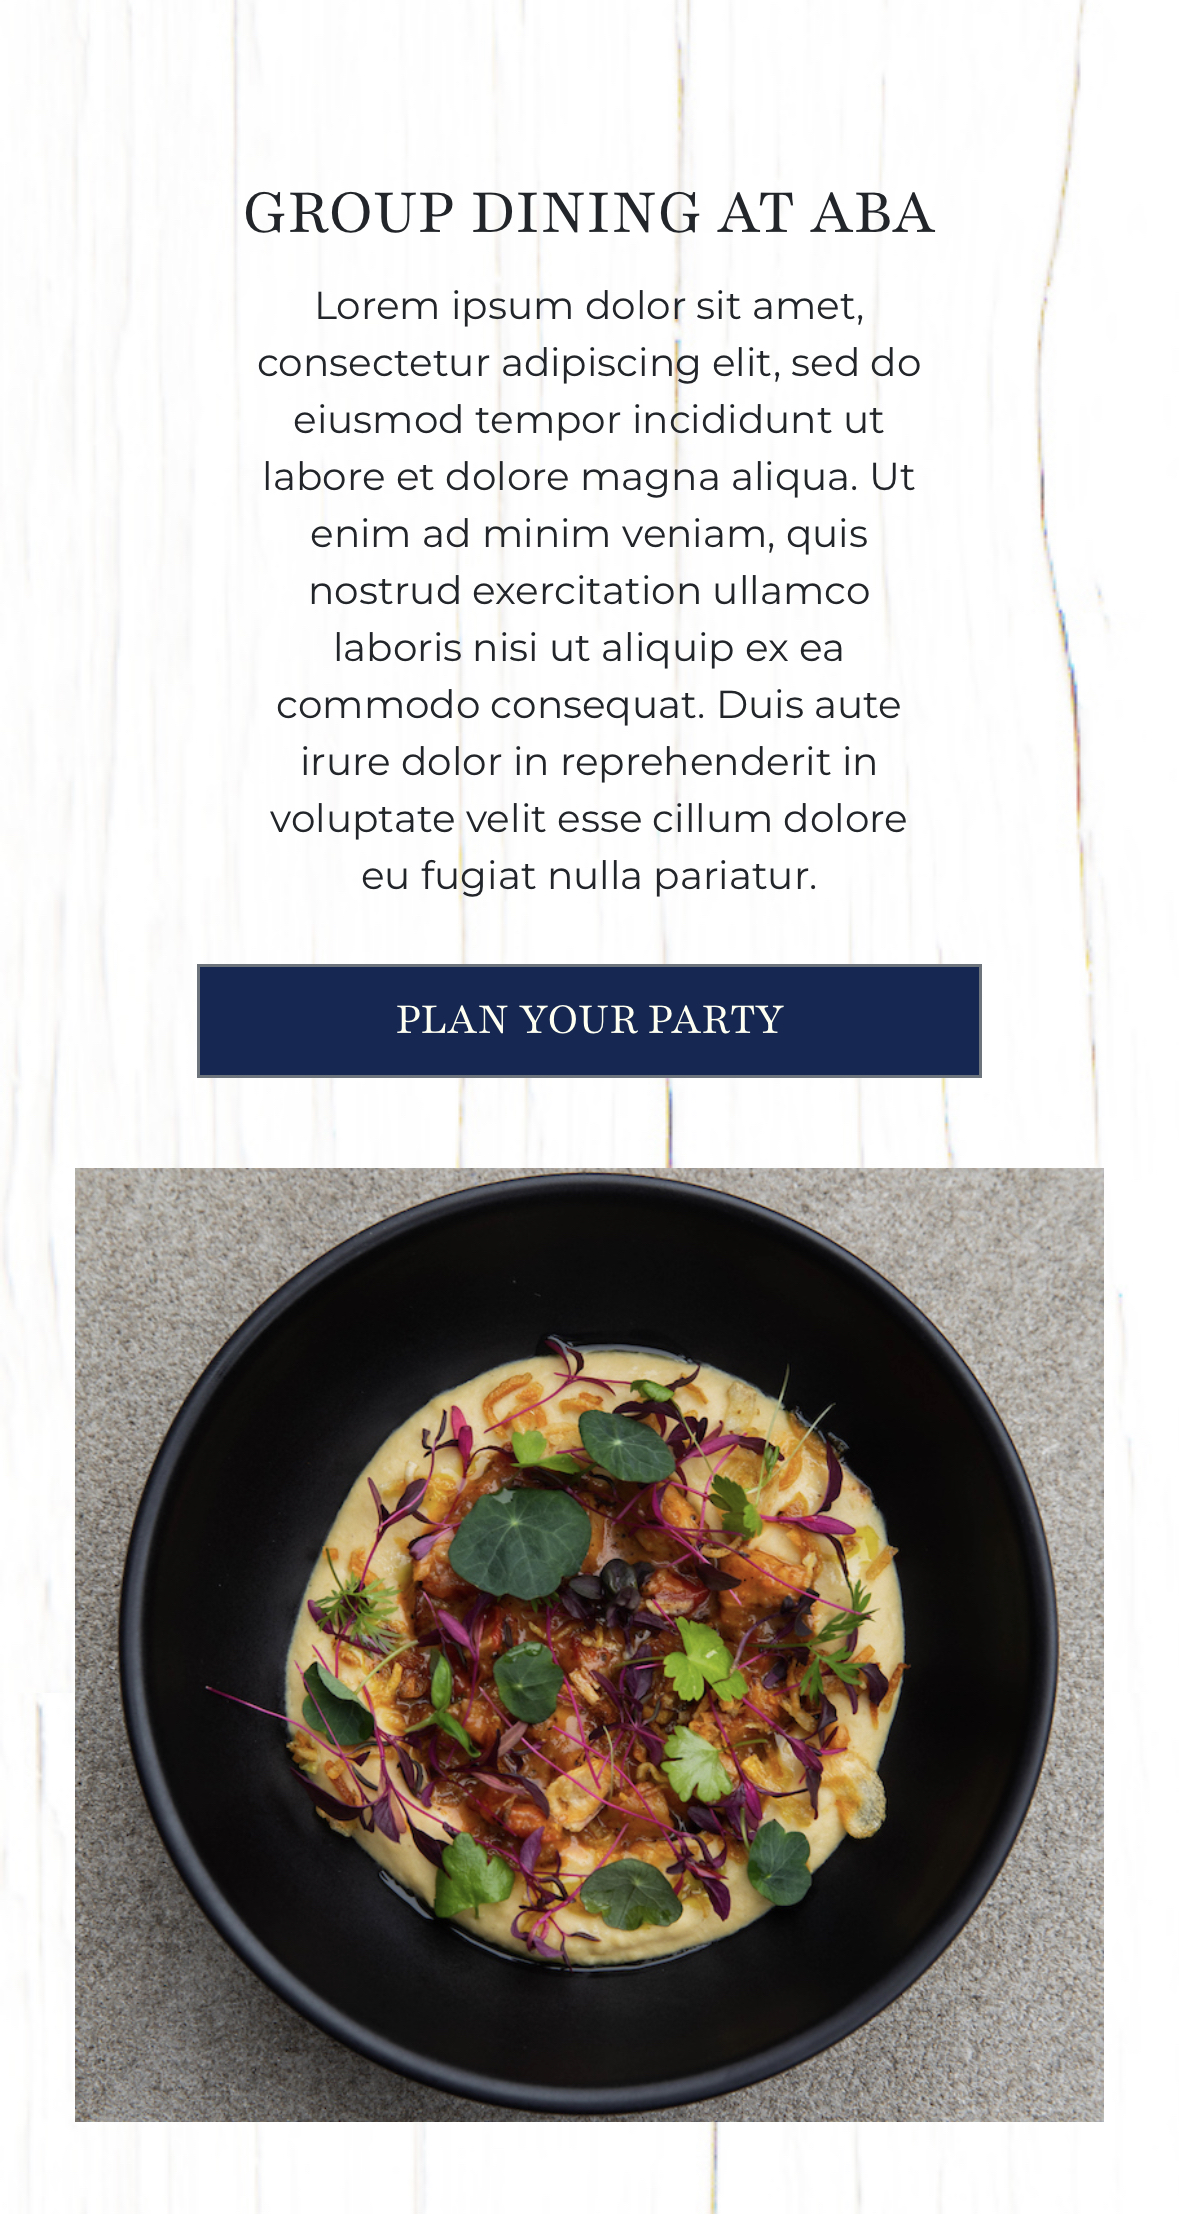 GROUP DINING AT ABA
Lorem ipsum dolor sit amet,
consectetur adipiscing elit, sed do
eiusmod tempor incididunt ut
labore et dolore magna aliqua. Ut
enim ad minim veniam, quis
nostrud exercitation ullamco
laboris nisi ut aliquip ex ea
commodo consequat. Duis aute
irure dolor in reprehenderit in
voluptate velit esse cillum dolore
eu fugiat nulla pariatur.
PLAN YOUR PARTY